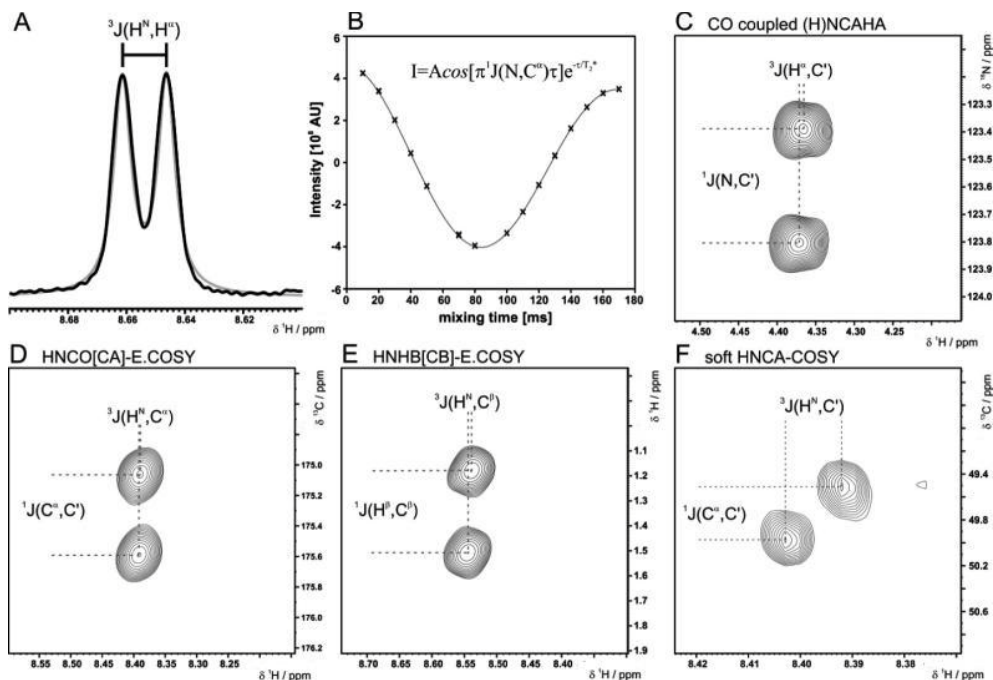 A
³J(Hᴺ,Hᵅ)
8.68
8.66
8.64
8.62
δ ¹H / ppm
B
I=Acos[π¹J(N,Cᵅ)τ]e^-τ/T₂*
6
4
2
0
-2
-4
-6
Intensity [10⁶ AU]
0 20 40 60 80 100 120 140 160 180
mixing time [ms]
C CO coupled (H)NCAHA
³J(Hᵅ,C')
¹J(N,C')
δ ¹⁵N / ppm
123.3
123.4
123.5
123.6
123.7
123.8
123.9
124.0
4.50 4.45 4.40 4.35 4.30 4.25
δ ¹H / ppm
D HNCO[CA]-E.COSY
³J(Hᴺ,Cᵅ)
¹J(Cᵅ,C')
δ ¹³C / ppm
175.0
175.2
175.4
175.6
175.8
176.0
176.2
8.55 8.50 8.45 8.40 8.35 8.30 8.25 8.20
δ ¹H / ppm
E HNHB[CB]-E.COSY
³J(Hᴺ,Cᵝ)
¹J(Hᵝ,Cᵝ)
δ ¹H / ppm
1.1
1.2
1.3
1.4
1.5
1.6
1.7
1.8
1.9
8.70 8.65 8.60 8.55 8.50 8.45 8.40
δ ¹H / ppm
F soft HNCA-COSY
³J(Hᴺ,C')
¹J(Cᵅ,C')
δ ¹³C / ppm
49.4
49.8
50.2
50.6
8.42 8.41 8.40 8.39 8.38
δ ¹H / ppm